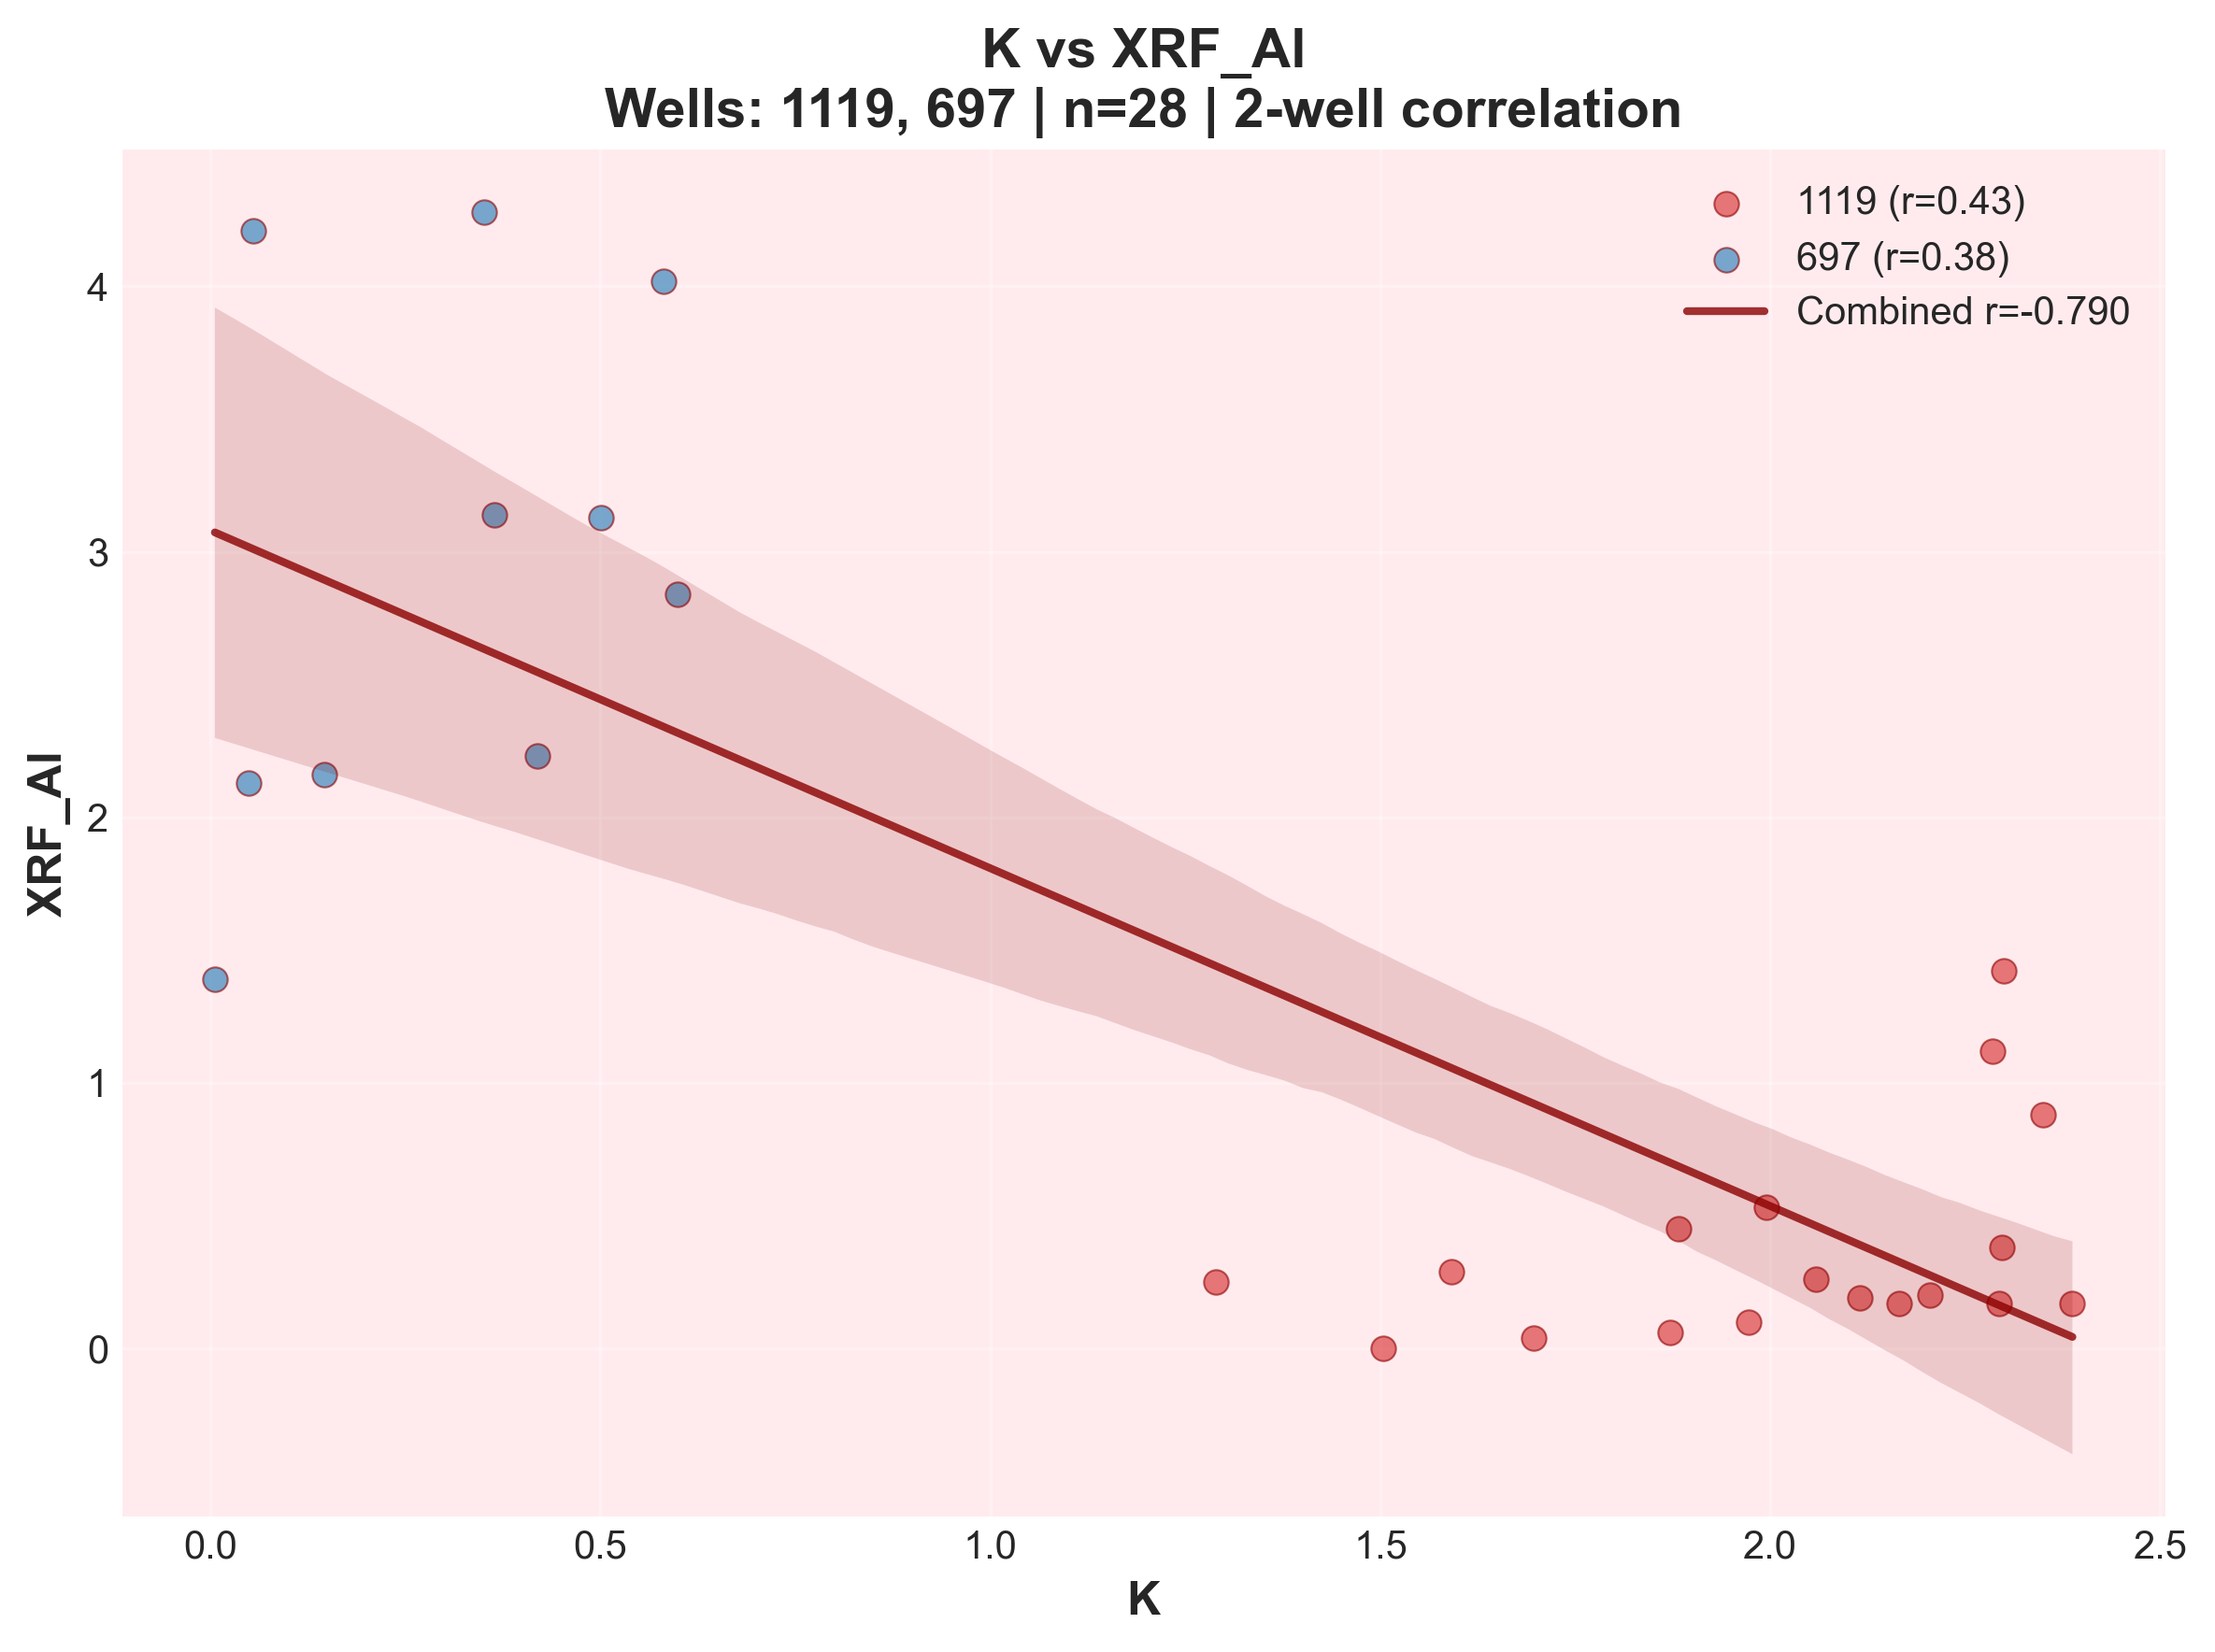 K vs XRF_Al
Wells: 1119, 697 | n=28 | 2-well correlation
1119 (r=0.43)
697 (r=0.38)
Combined r=-0.790
4
3
2
1
0
XRF_Al
0.0 0.5 1.0 1.5 2.0 2.5
K